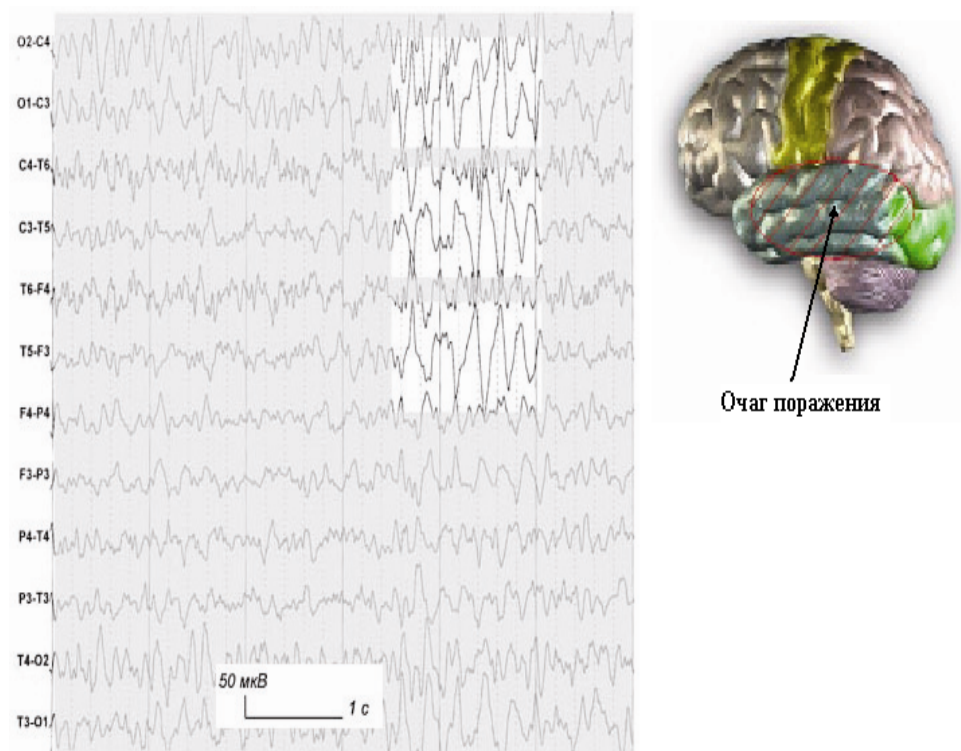 O2-C4
O1-C3
C4-T6
C3-T5
T6-F4
T5-F3
F4-P4
F3-P3
P4-T4
P3-T3
T4-O2
T3-O1
50 мкВ
1 с
Очаг поражения